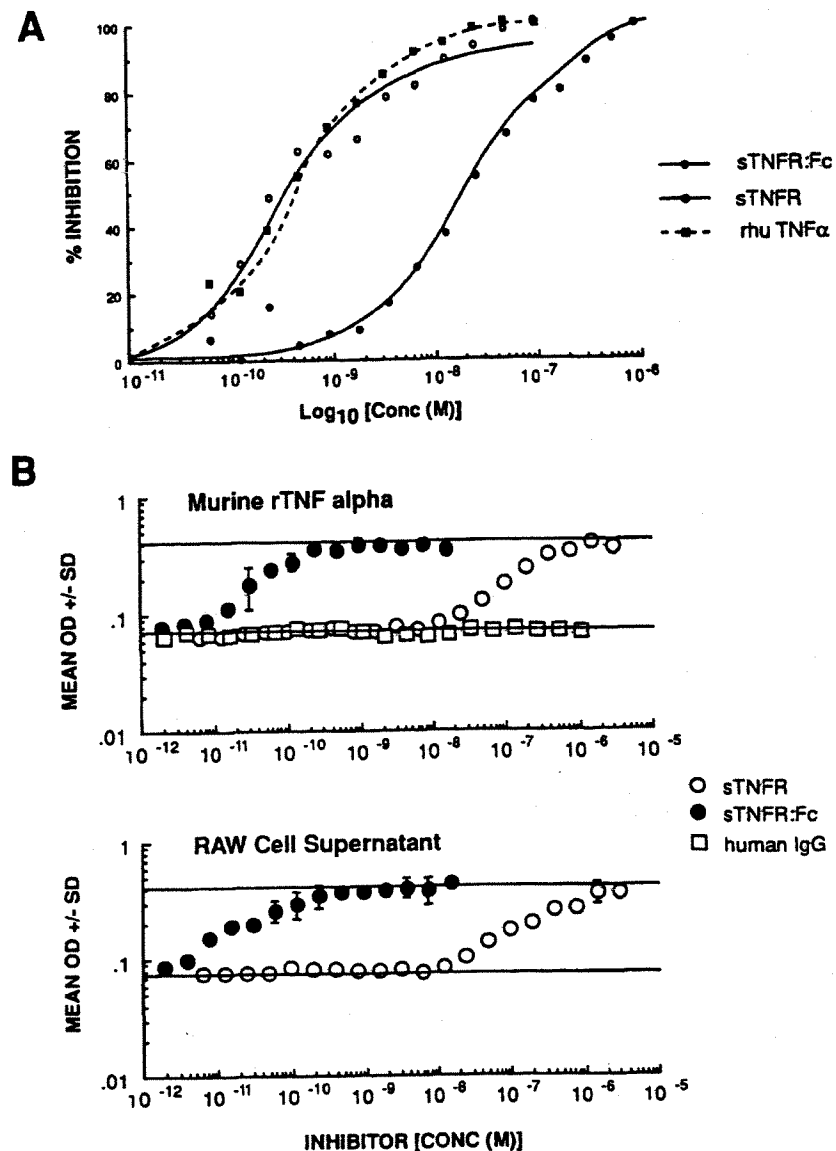 A
100
80
60
40
20
0
% INHIBITION
10-11
10-10
10-9
10-8
10-7
10-6
Log10 [Conc (M)]
sTNFR:Fc
sTNFR
rhu TNFα
B
Murine rTNF alpha
1
.1
.01
MEAN OD +/- SD
10-12
10-11
10-10
10-9
10-8
10-7
10-6
10-5
sTNFR
sTNFR:Fc
human IgG
RAW Cell Supernatant
1
.1
.01
MEAN OD +/- SD
10-12
10-11
10-10
10-9
10-8
10-7
10-6
10-5
INHIBITOR [CONC (M)]